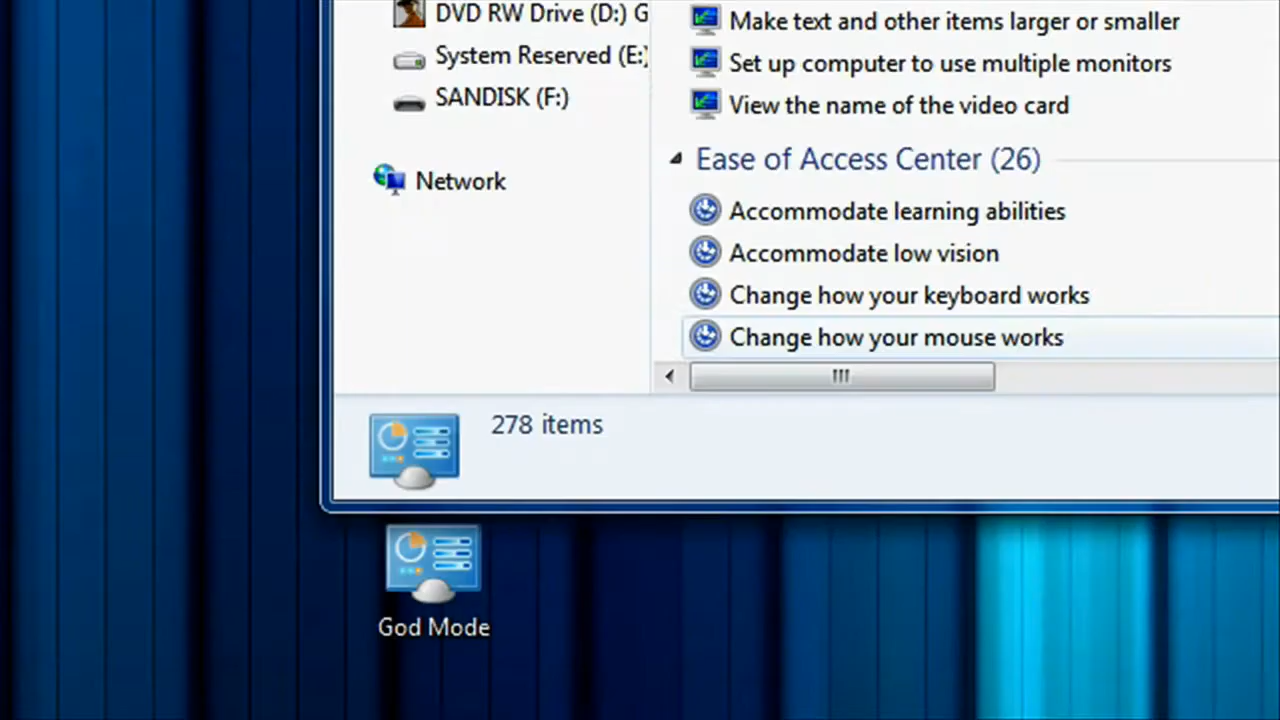 DVD RW Drive (D:) G
System Reserved (E:)
SANDISK (F:)
Network
Make text and other items larger or smaller
Set up computer to use multiple monitors
View the name of the video card
Ease of Access Center (26)
Accommodate learning abilities
Accommodate low vision
Change how your keyboard works
Change how your mouse works
278 items
God Mode